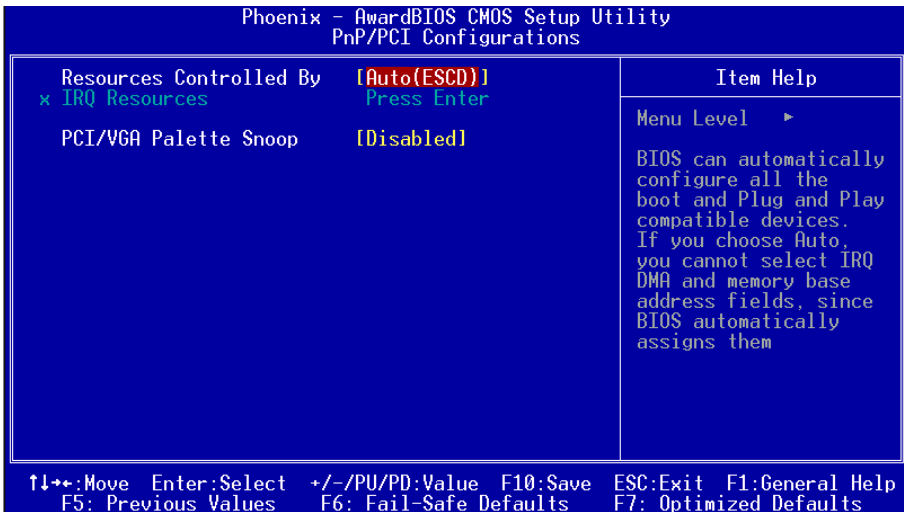 Phoenix - AwardBIOS CMOS Setup Utility
PnP/PCI Configurations
Resources Controlled By [Auto(ESCD)]
x IRQ Resources Press Enter
PCI/VGA Palette Snoop [Disabled]
Item Help
Menu Level ►
BIOS can automatically
configure all the
boot and Plug and Play
compatible devices.
If you choose Auto,
you cannot select IRQ
DMA and memory base
address fields, since
BIOS automatically
assigns them
↑↓→←:Move Enter:Select +/-/PU/PD:Value F10:Save ESC:Exit F1:General Help
F5: Previous Values F6: Fail-Safe Defaults F7: Optimized Defaults